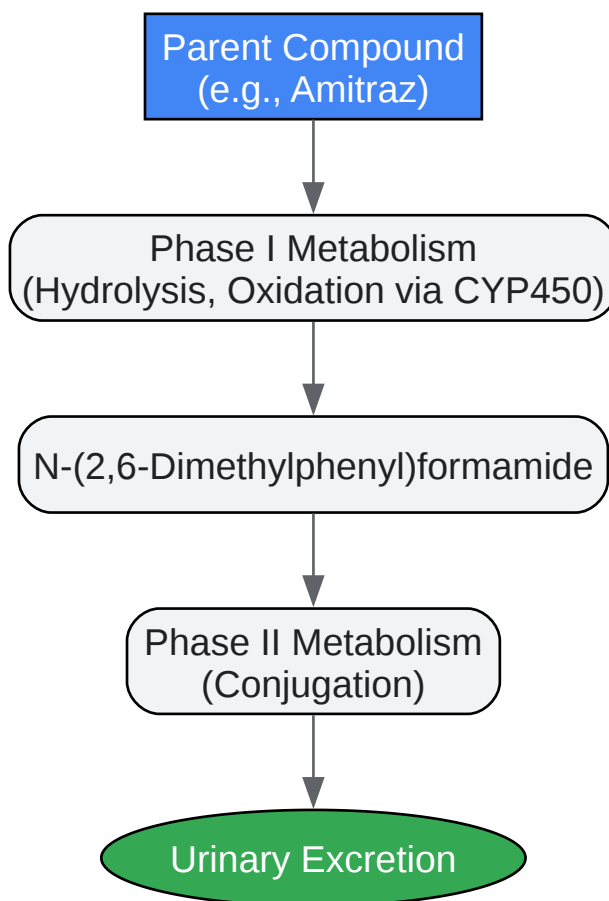 Parent Compound
(e.g., Amitraz)
Phase I Metabolism
(Hydrolysis, Oxidation via CYP450)
N-(2,6-Dimethylphenyl)formamide
Phase II Metabolism
(Conjugation)
Urinary Excretion